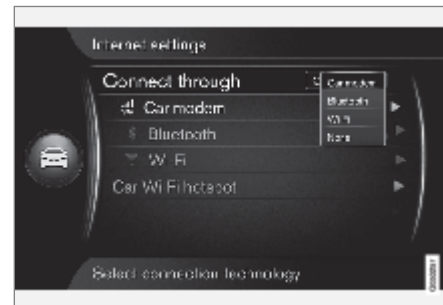 Internet settings
Connect through
Car modem
Bluetooth
Wi Fi
None
Car modem
Bluetooth
Wi Fi
Car Wi Fi hotspot
Select connection technology